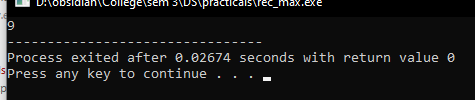 D:\obsidian\College\sem 3\DS\practicals\rec_max.exe
9
--------------------------------
Process exited after 0.02674 seconds with return value 0
Press any key to continue . . .